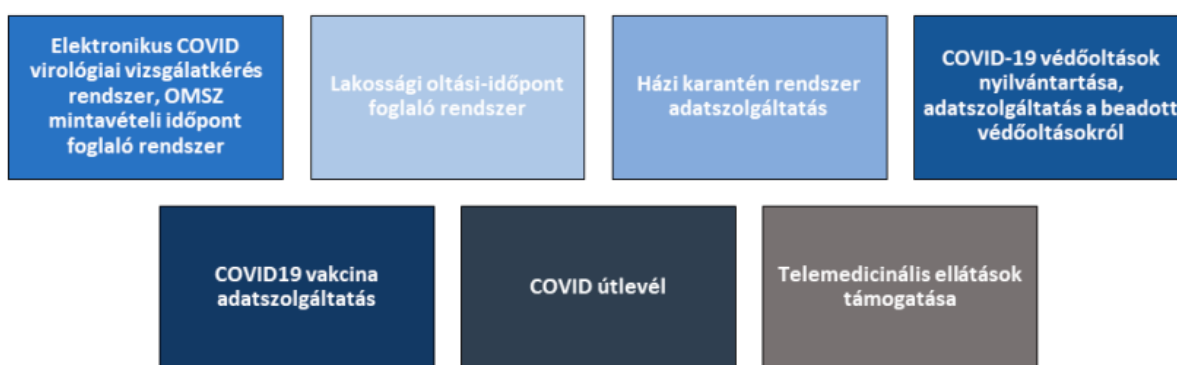 Elektronikus COVID
virológiai vizsgálatkérés
rendszer, OMSZ
mintavételi időpont
foglaló rendszer
Lakossági oltási-időpont
foglaló rendszer
Házi karantén rendszer
adatszolgáltatás
COVID-19 védőoltások
nyilvántartása,
adatszolgáltatás a beadott
védőoltásokról
COVID19 vakcina
adatszolgáltatás
COVID útlevél
Telemedicinális ellátások
támogatása